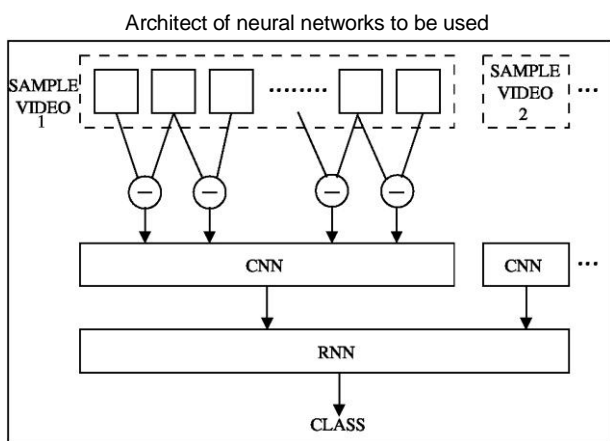 Architect of neural networks to be used
SAMPLE
VIDEO
1
........
SAMPLE
VIDEO
2
...
−
−
−
−
CNN
CNN
...
RNN
CLASS